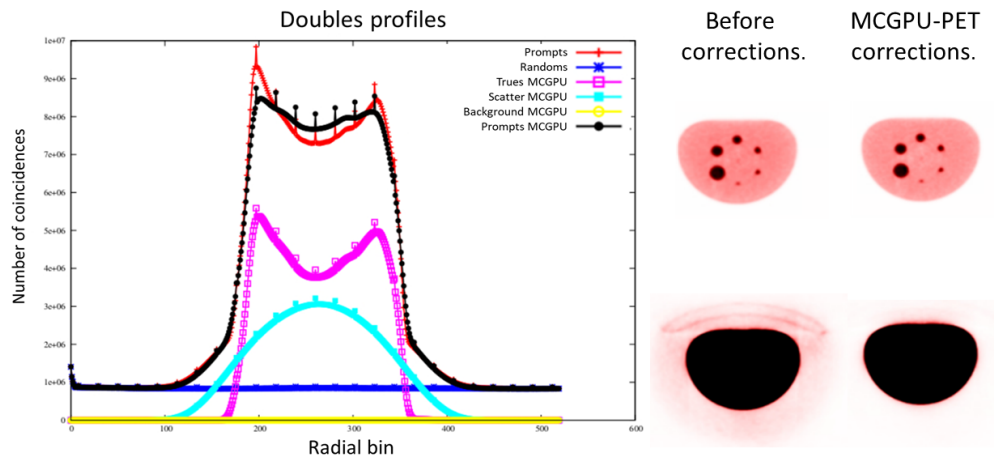 Doubles profiles
Before
corrections.
MCGPU-PET
corrections.
1e+07
9e+06
8e+06
7e+06
6e+06
5e+06
4e+06
3e+06
2e+06
1e+06
0
Number of coincidences
Prompts
Randoms
Trues MCGPU
Scatter MCGPU
Background MCGPU
Prompts MCGPU
0
100
200
300
400
500
600
Radial bin